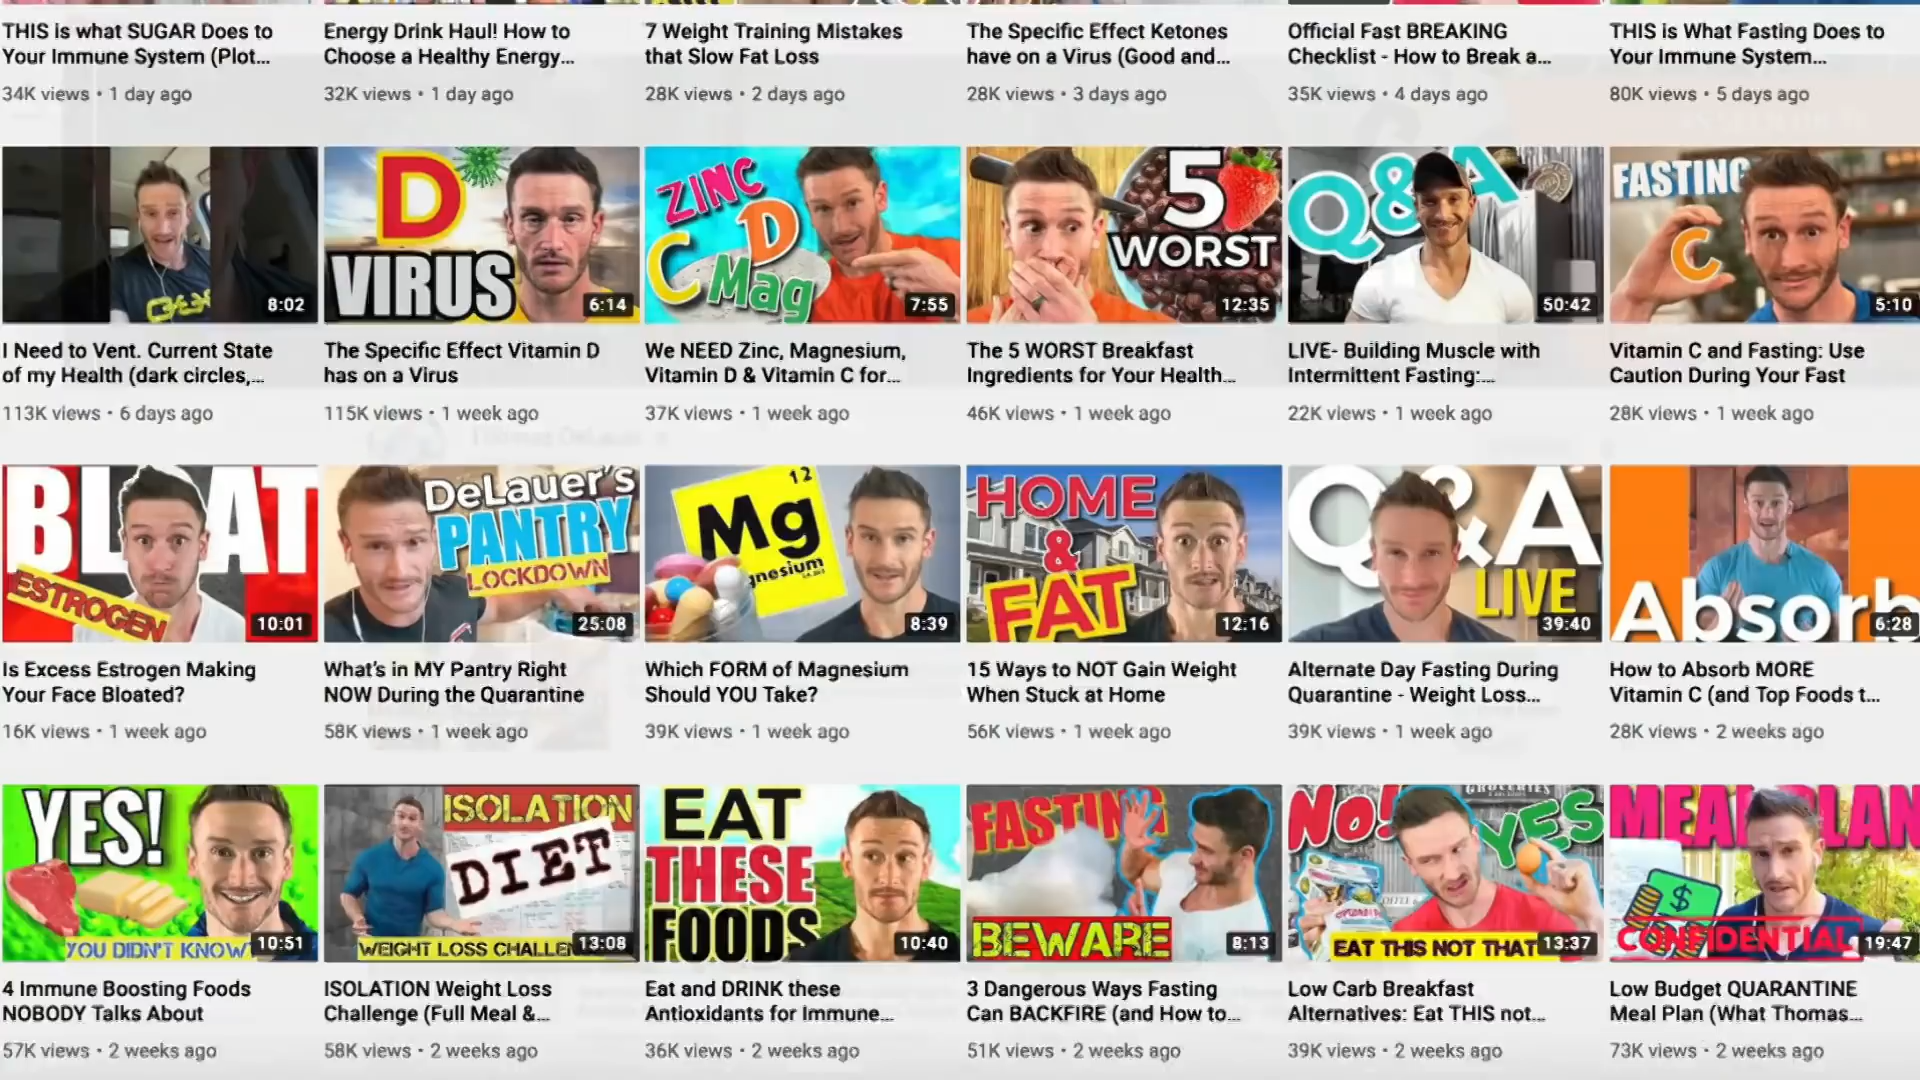 THIS is what SUGAR Does to
Your Immune System (Plot...
34K views • 1 day ago
Energy Drink Haul! How to
Choose a Healthy Energy...
32K views • 1 day ago
7 Weight Training Mistakes
that Slow Fat Loss
28K views • 2 days ago
The Specific Effect Ketones
have on a Virus (Good and...
28K views • 3 days ago
Official Fast BREAKING
Checklist - How to Break a...
35K views • 4 days ago
THIS is What Fasting Does to
Your Immune System...
80K views • 5 days ago
8:02
I Need to Vent. Current State
of my Health (dark circles,...
113K views • 6 days ago
D
VIRUS
6:14
The Specific Effect Vitamin D
has on a Virus
115K views • 1 week ago
ZINC
C D
Mag
7:55
We NEED Zinc, Magnesium,
Vitamin D & Vitamin C for...
37K views • 1 week ago
5
WORST
12:35
The 5 WORST Breakfast
Ingredients for Your Health...
46K views • 1 week ago
Q&A
50:42
LIVE- Building Muscle with
Intermittent Fasting:...
22K views • 1 week ago
FASTING
C
5:10
Vitamin C and Fasting: Use
Caution During Your Fast
28K views • 1 week ago
BLOAT
ESTROGEN
10:01
Is Excess Estrogen Making
Your Face Bloated?
16K views • 1 week ago
DeLauer's
PANTRY
LOCKDOWN
25:08
What's in MY Pantry Right
NOW During the Quarantine
58K views • 1 week ago
12
Mg
gnesium
8:39
Which FORM of Magnesium
Should YOU Take?
39K views • 1 week ago
HOME
&
FAT
12:16
15 Ways to NOT Gain Weight
When Stuck at Home
56K views • 1 week ago
Q&A
LIVE
39:40
Alternate Day Fasting During
Quarantine - Weight Loss...
39K views • 1 week ago
Absorb
6:28
How to Absorb MORE
Vitamin C (and Top Foods t...
28K views • 2 weeks ago
YES!
YOU DIDN'T KNOW
10:51
4 Immune Boosting Foods
NOBODY Talks About
57K views • 2 weeks ago
ISOLATION
DIET
WEIGHT LOSS CHALLEN
13:08
ISOLATION Weight Loss
Challenge (Full Meal &...
58K views • 2 weeks ago
EAT
THESE
FOODS
10:40
Eat and DRINK these
Antioxidants for Immune...
36K views • 2 weeks ago
FASTING
BEWARE
8:13
3 Dangerous Ways Fasting
Can BACKFIRE (and How to...
51K views • 2 weeks ago
GROCERIES
NO! YES
EAT THIS NOT THAT
13:37
Low Carb Breakfast
Alternatives: Eat THIS not...
39K views • 2 weeks ago
MEAL PLAN
$
CONFIDENTIAL
19:47
Low Budget QUARANTINE
Meal Plan (What Thomas...
73K views • 2 weeks ago